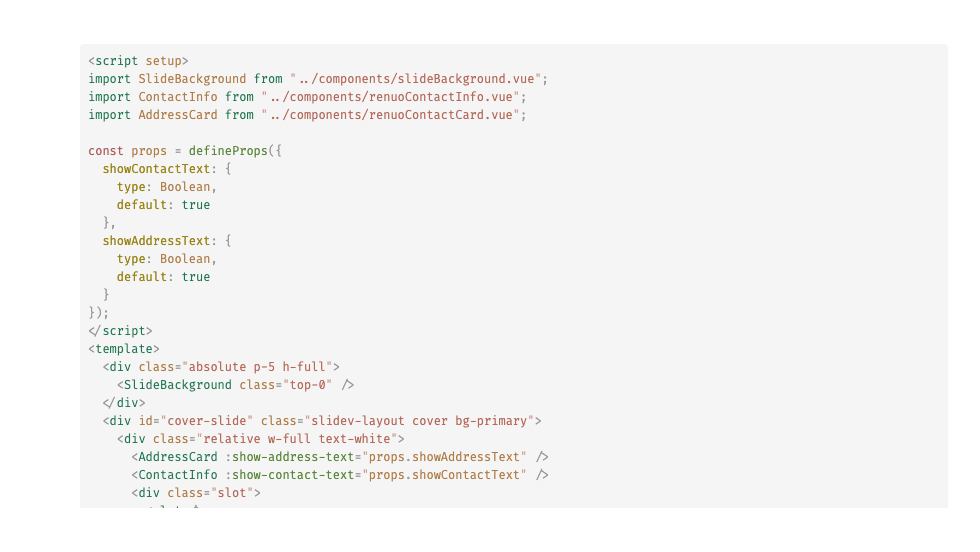 <script setup>
import SlideBackground from "../components/slideBackground.vue";
import ContactInfo from "../components/renuoContactInfo.vue";
import AddressCard from "../components/renuoContactCard.vue";

const props = defineProps({
  showContactText: {
    type: Boolean,
    default: true
  },
  showAddressText: {
    type: Boolean,
    default: true
  }
});
</script>
<template>
  <div class="absolute p-5 h-full">
    <SlideBackground class="top-0" />
  </div>
  <div id="cover-slide" class="slidev-layout cover bg-primary">
    <div class="relative w-full text-white">
      <AddressCard :show-address-text="props.showAddressText" />
      <ContactInfo :show-contact-text="props.showContactText" />
      <div class="slot">